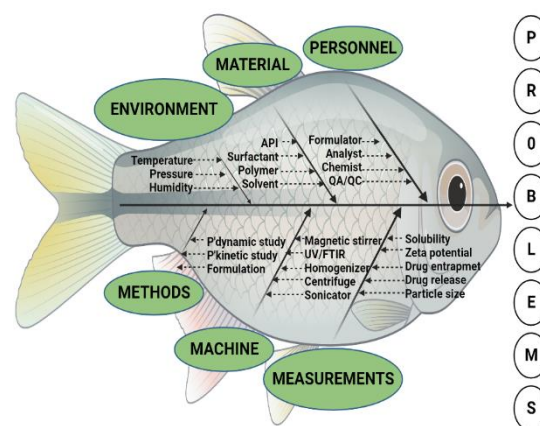 PERSONNEL
MATERIAL
ENVIRONMENT
Temperature
Pressure
Humidity
API
Surfactant
Polymer
Solvent
Formulator
Analyst
Chemist
QA/QC
P'dynamic study
P'kinetic study
Formulation
Magnetic stirrer
UV/FTIR
Homogenizer
Centrifuge
Sonicator
Solubility
Zeta potential
Drug entrapmet
Drug release
Particle size
METHODS
MACHINE
MEASUREMENTS
P
R
0
B
L
E
M
S